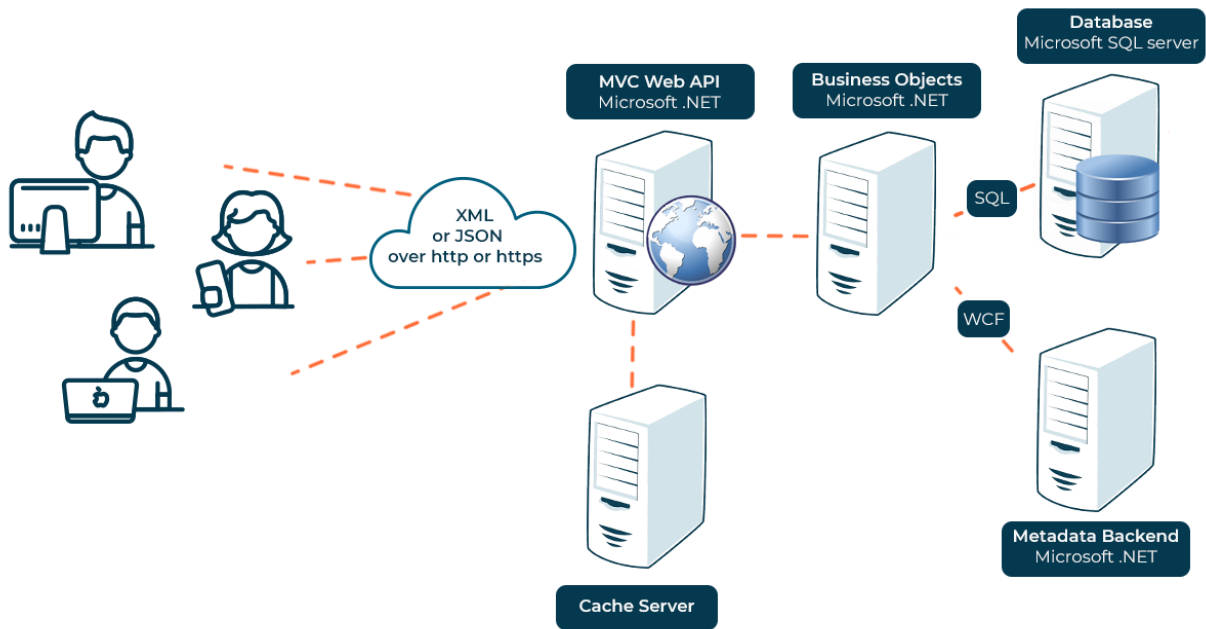 Database
Microsoft SQL server
MVC Web API
Microsoft .NET
Business Objects
Microsoft .NET
XML
or JSON
over http or https
SQL
WCF
Metadada Backend
Microsoft .NET
Cache Server